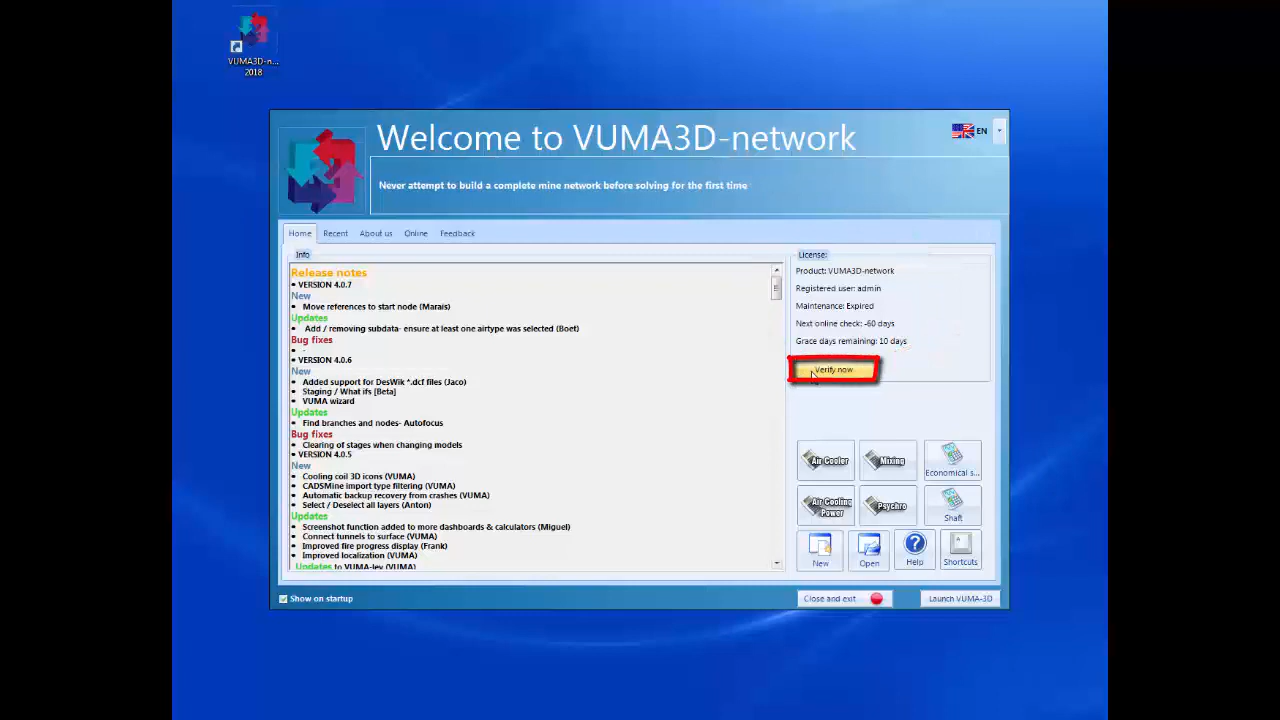 VUMA3D-n...
2018
Welcome to VUMA3D-network
EN
Never attempt to build a complete mine network before solving for the first time
Home Recent About us Online Feedback
Info
Release notes
• VERSION 4.0.7
New
• Move references to start node (Marais)
Updates
• Add / removing subdata- ensure at least one airtype was selected (Boet)
Bug fixes
• -
• VERSION 4.0.6
New
• Added support for DesWik *.dcf files (Jaco)
• Staging / What ifs [Beta]
• VUMA wizard
Updates
• Find branches and nodes- Autofocus
Bug fixes
• Clearing of stages when changing models
• VERSION 4.0.5
New
• Cooling coil 3D icons (VUMA)
• CADSMine import type filtering (VUMA)
• Automatic backup recovery from crashes (VUMA)
• Select / Deselect all layers (Anton)
Updates
• Screenshot function added to more dashboards & calculators (Miguel)
• Connect tunnels to surface (VUMA)
• Improved fire progress display (Frank)
• Improved localization (VUMA)
Updates to VUMA-lev (VUMA)
License:
Product: VUMA3D-network
Registered user: admin
Maintenance: Expired
Next online check: -60 days
Grace days remaining: 10 days
Verify now
Air Cooler
Mixing
Economical s...
Air Cooling
Power
Psychro
Shaft
New
Open
Help
Shortcuts
Show on startup
Close and exit
Launch VUMA-3D